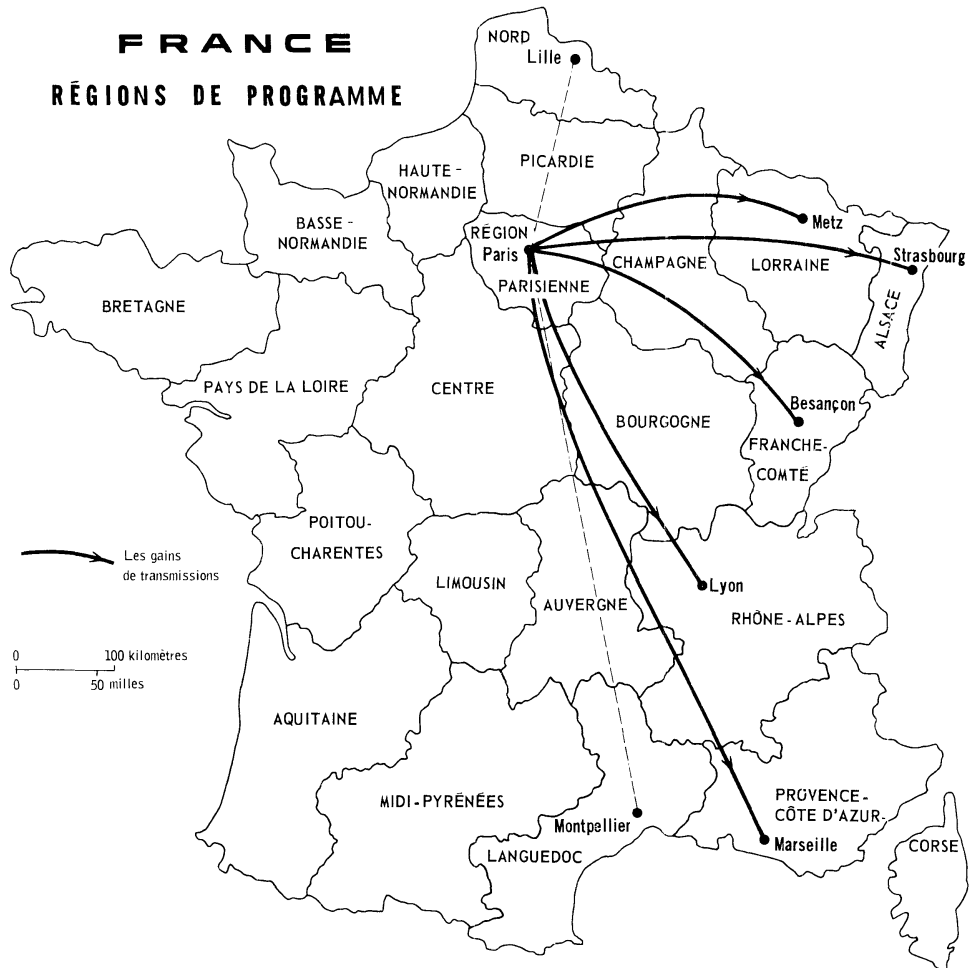 FRANCE
RÉGIONS DE PROGRAMME
NORD
Lille
PICARDIE
HAUTE-
NORMANDIE
BASSE-
NORMANDIE
RÉGION
Paris
PARISIENNE
CHAMPAGNE
LORRAINE
Metz
Strasbourg
ALSACE
BRETAGNE
PAYS DE LA LOIRE
CENTRE
BOURGOGNE
Besançon
FRANCHE-
COMTÉ
POITOU-
CHARENTES
LIMOUSIN
AUVERGNE
Lyon
RHÔNE-ALPES
Les gains
de transmissions
0 100 kilomètres
0 50 milles
AQUITAINE
MIDI-PYRÉNÉES
Montpellier
LANGUEDOC
PROVENCE-
CÔTE D'AZUR-
Marseille
CORSE